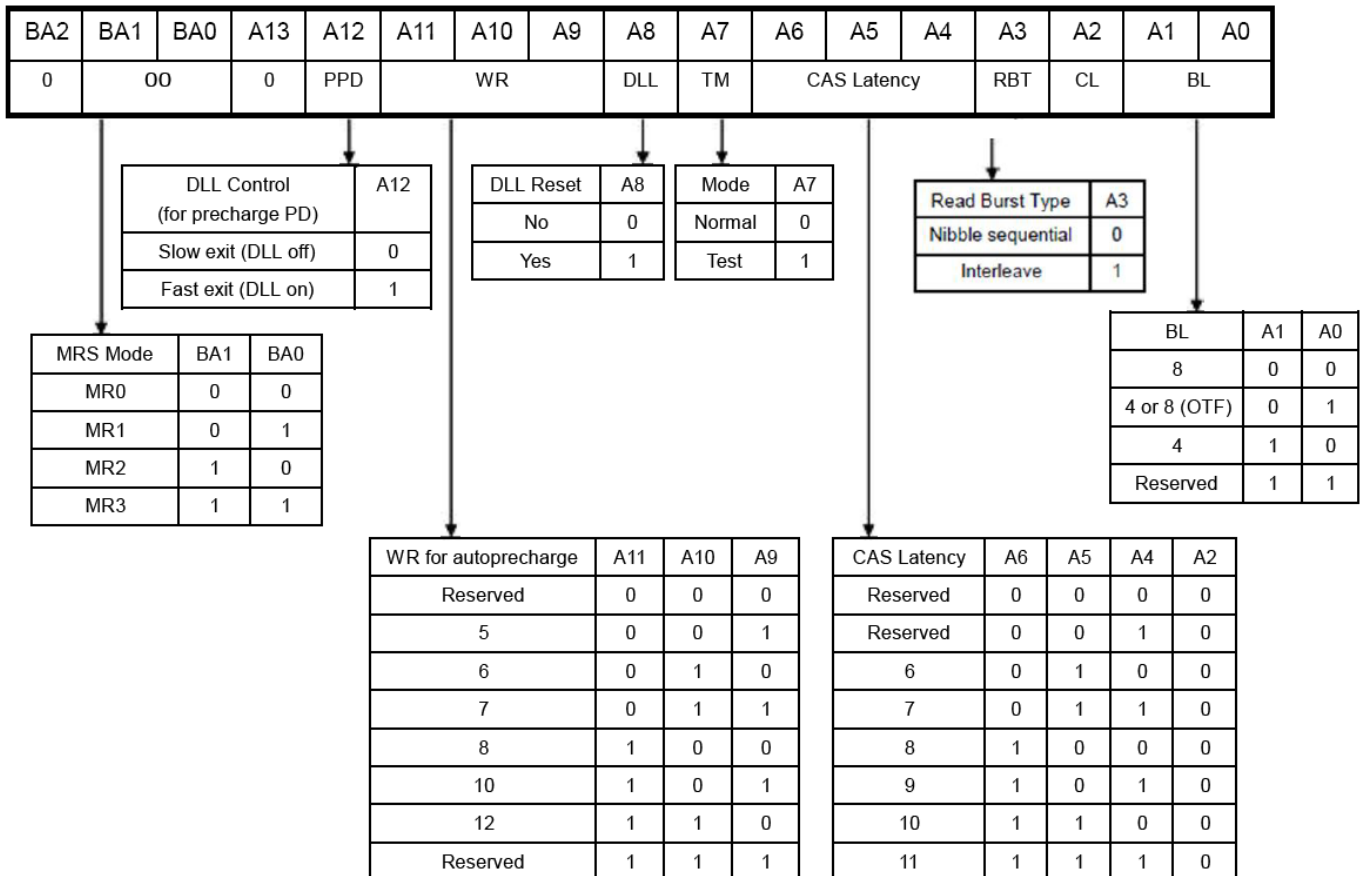 BA2 BA1 BA0 A13 A12 A11 A10 A9 A8 A7 A6 A5 A4 A3 A2 A1 A0
0 00 0 PPD WR DLL TM CAS Latency RBT CL BL
DLL Control
(for precharge PD) A12
Slow exit (DLL off) 0
Fast exit (DLL on) 1
DLL Reset A8
No 0
Yes 1
Mode A7
Normal 0
Test 1
Read Burst Type A3
Nibble sequential 0
Interleave 1
MRS Mode BA1 BA0
MR0 0 0
MR1 0 1
MR2 1 0
MR3 1 1
BL A1 A0
8 0 0
4 or 8 (OTF) 0 1
4 1 0
Reserved 1 1
WR for autoprecharge A11 A10 A9
Reserved 0 0 0
5 0 0 1
6 0 1 0
7 0 1 1
8 1 0 0
10 1 0 1
12 1 1 0
Reserved 1 1 1
CAS Latency A6 A5 A4 A2
Reserved 0 0 0 0
Reserved 0 0 1 0
6 0 1 0 0
7 0 1 1 0
8 1 0 0 0
9 1 0 1 0
10 1 1 0 0
11 1 1 1 0